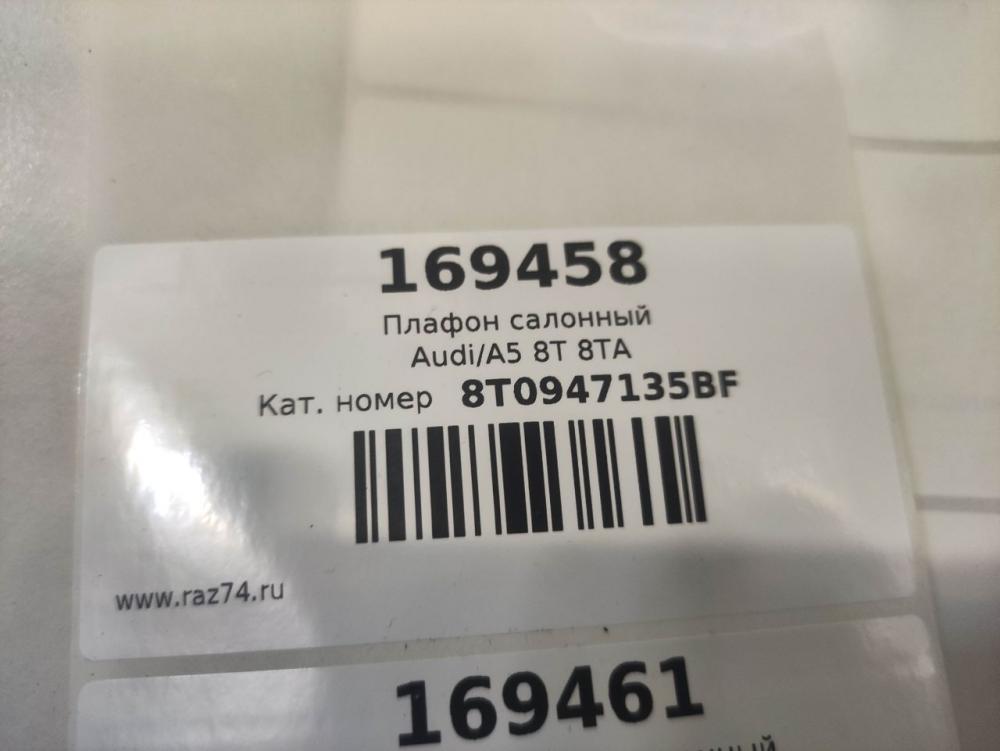 169458
Плафон салонный
Audi/A5 8T 8TA
Кат. номер 8T0947135BF
www.raz74.ru
169461